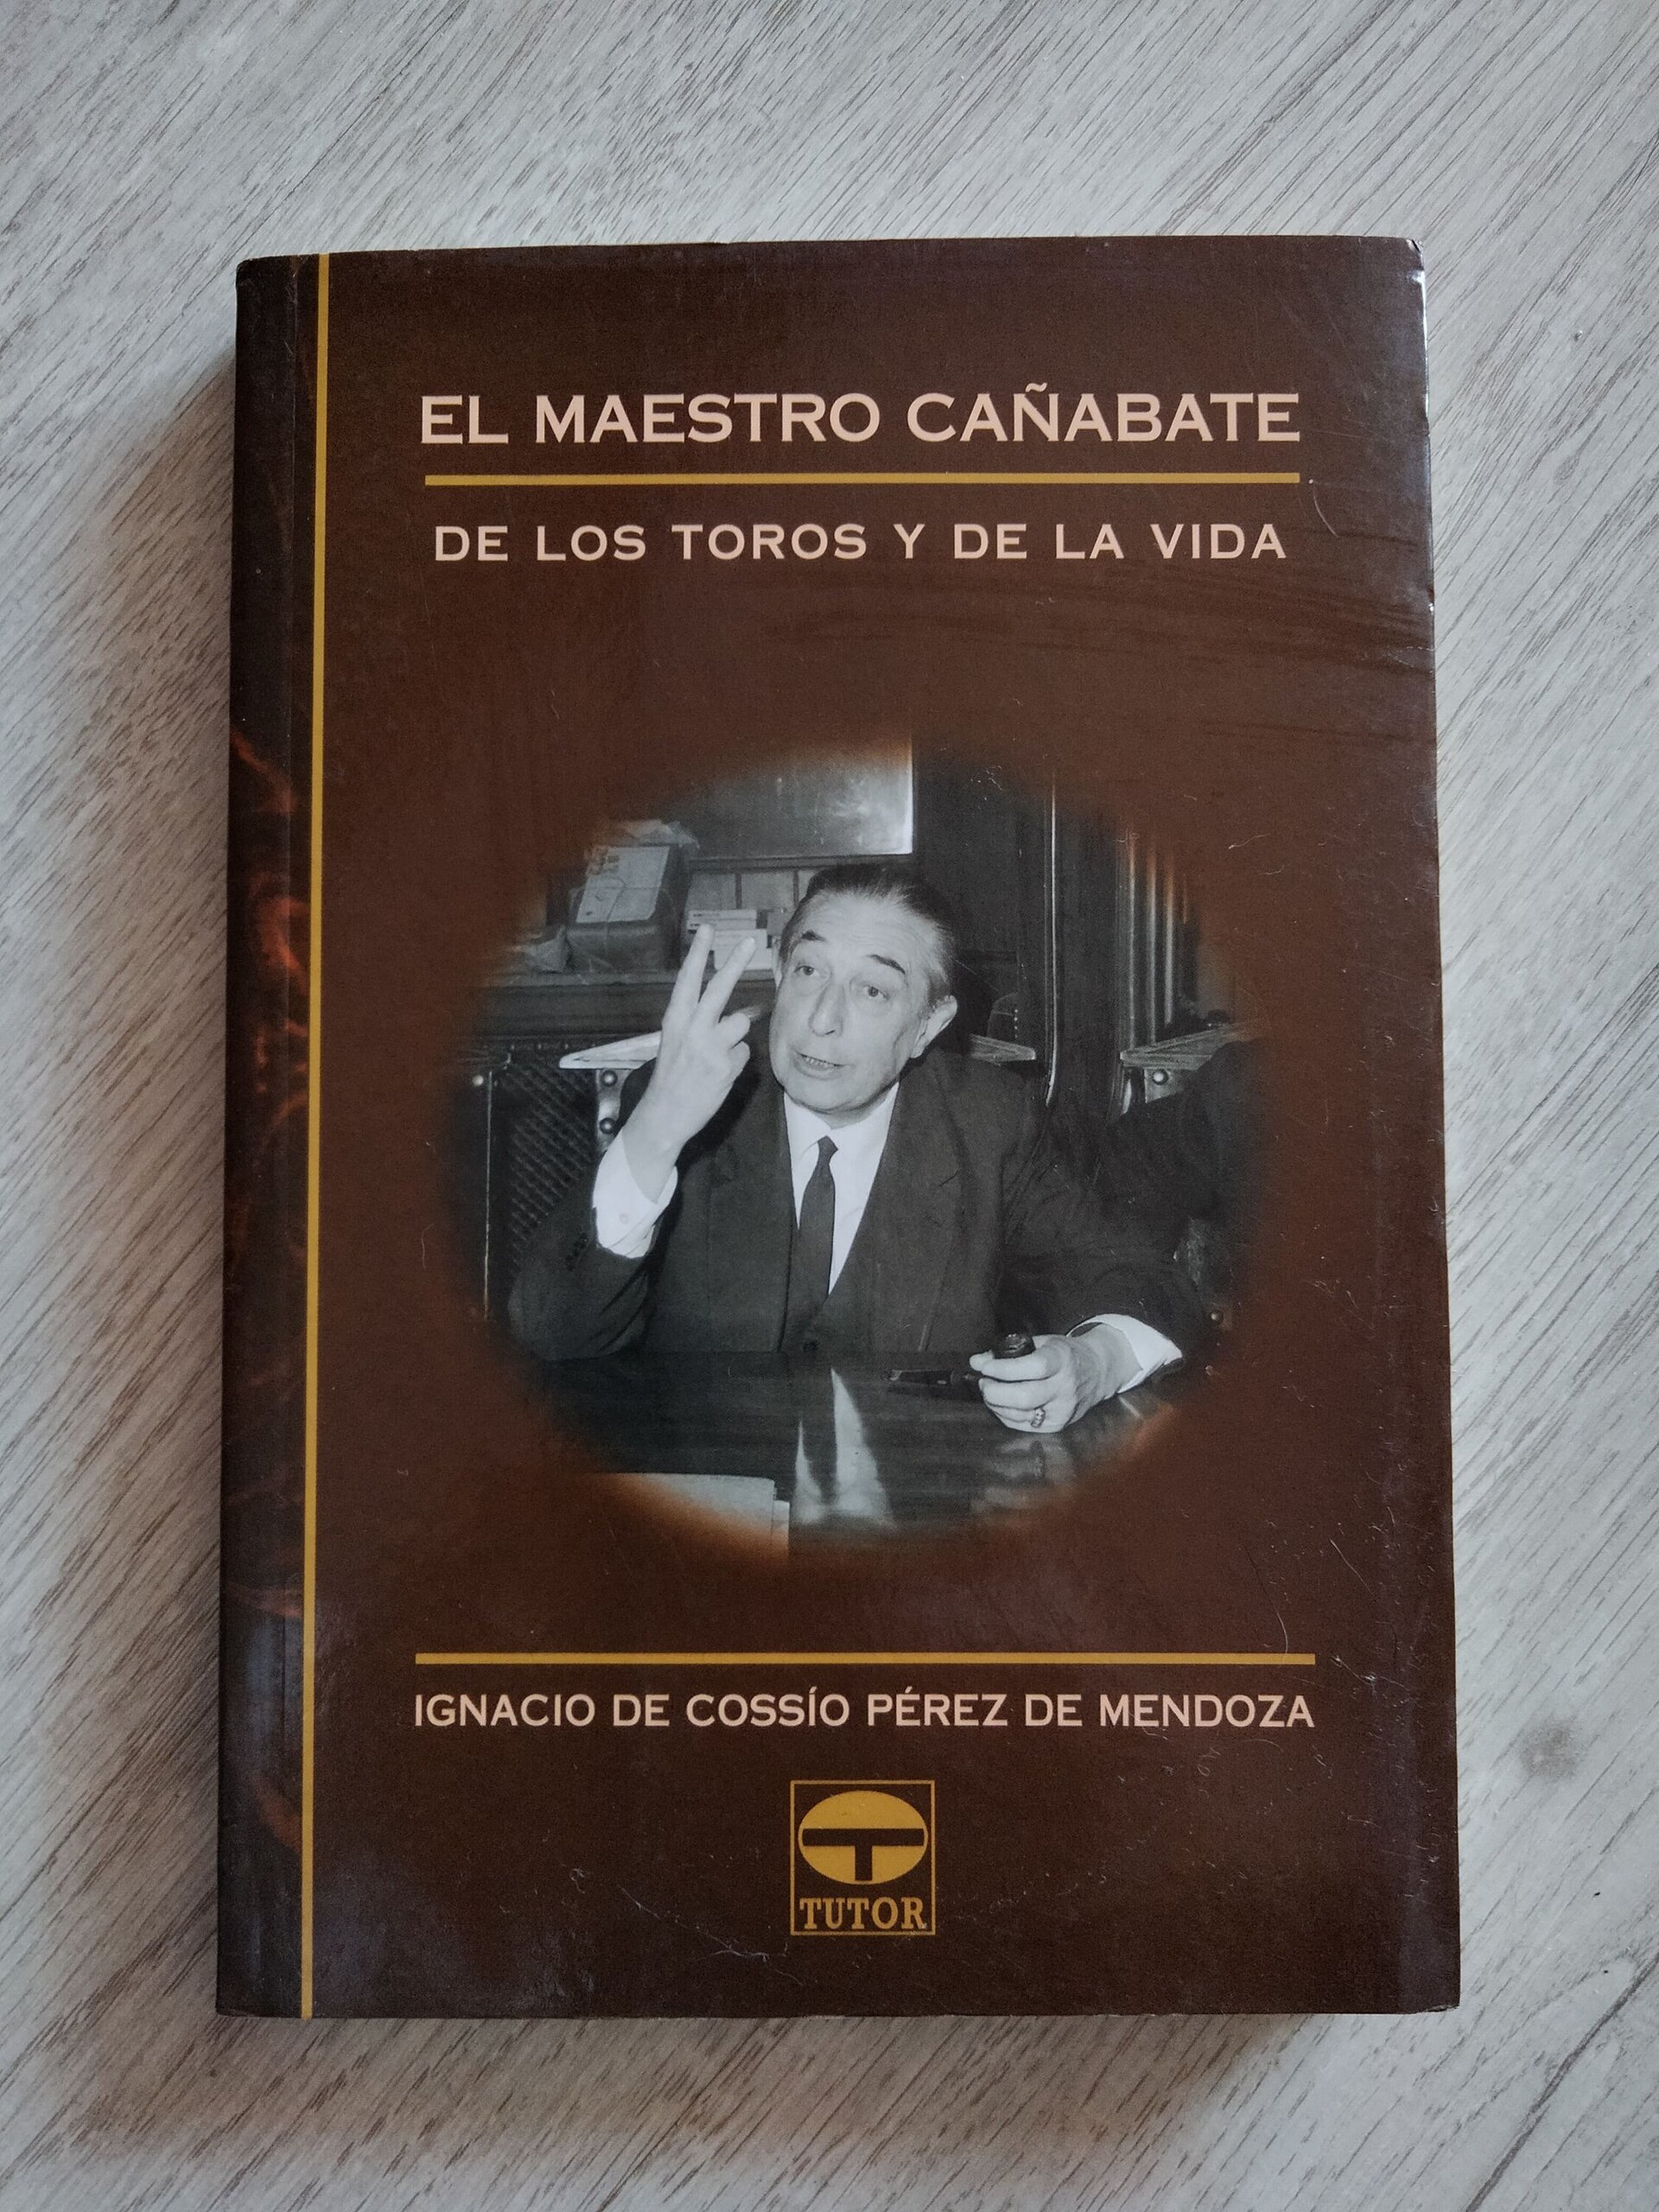 EL MAESTRO CAÑABATE
DE LOS TOROS Y DE LA VIDA
IGNACIO DE COSSÍO PÉREZ DE MENDOZA
T
TUTOR